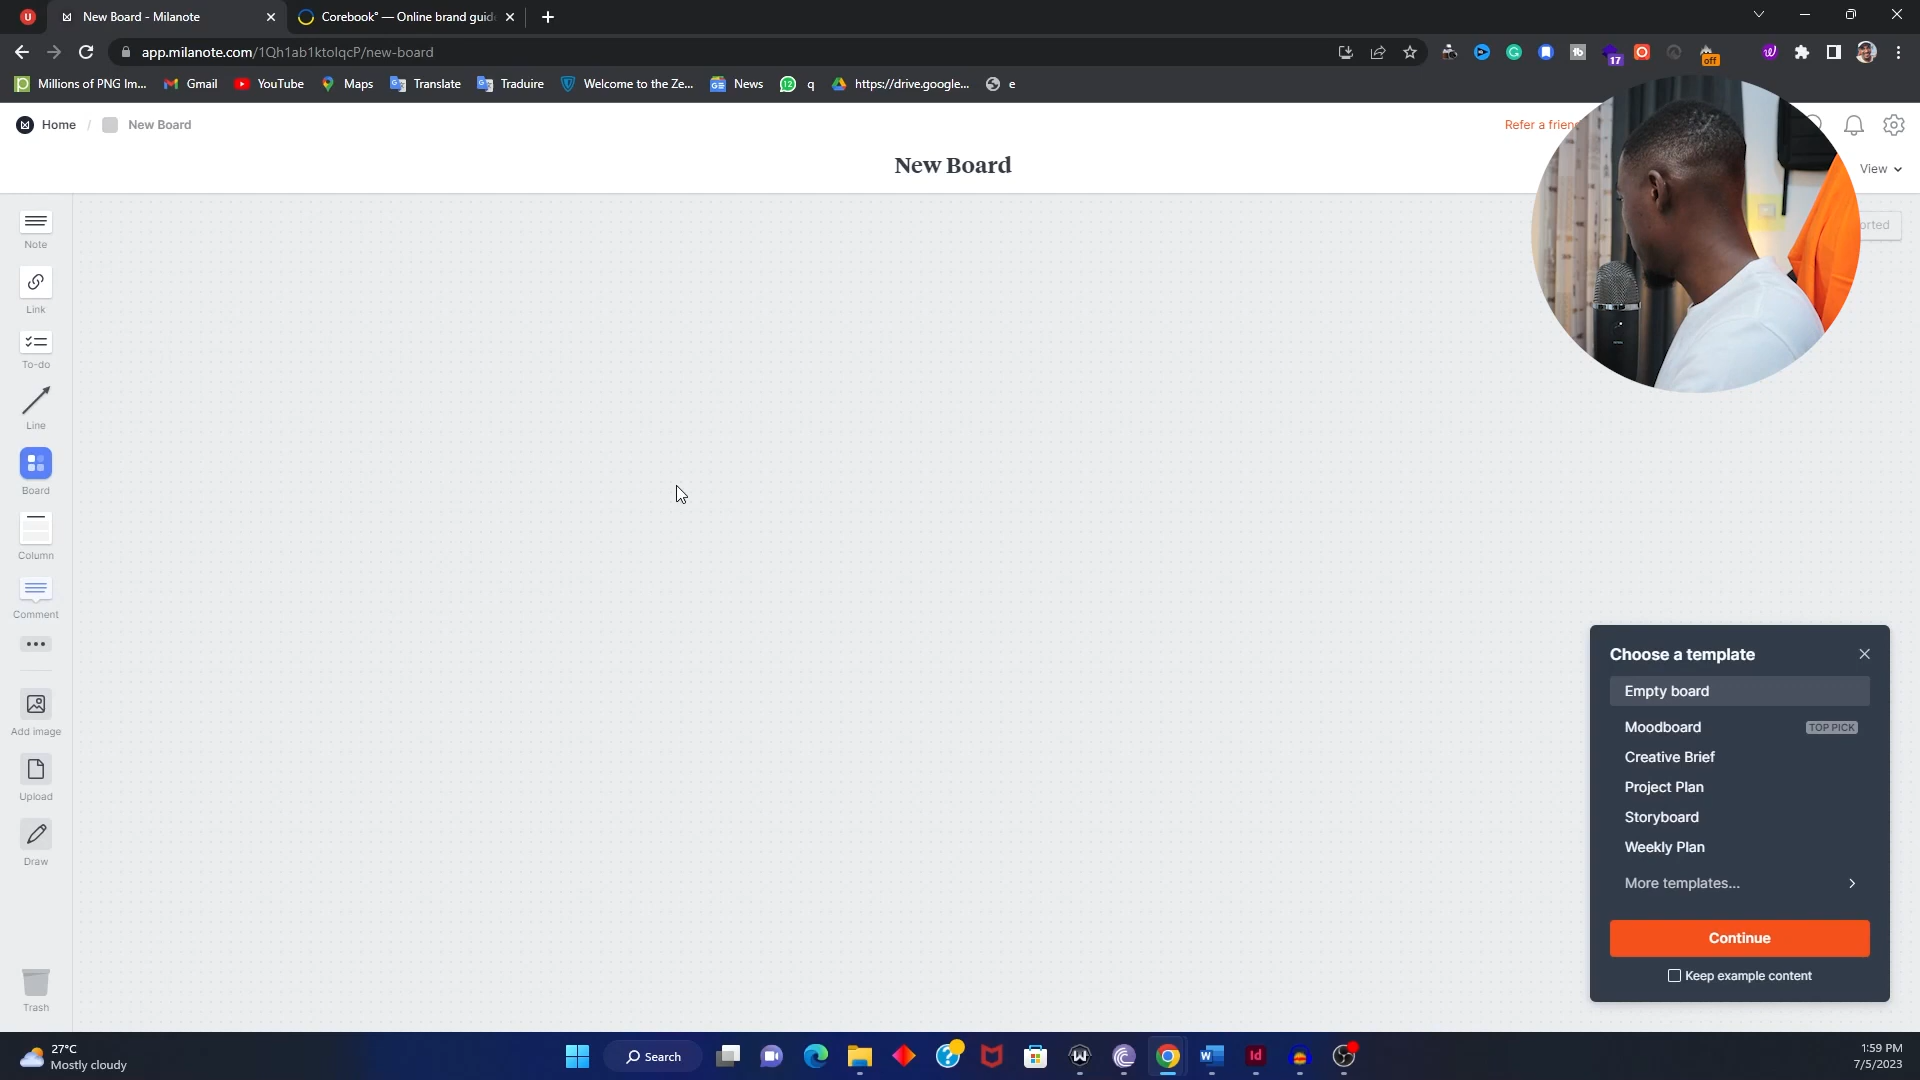 New Board - Milanote
Corebook° — Online brand guid
app.milanote.com/1Qh1ab1ktolqcP/new-board
17
off
Millions of PNG Im...
Gmail
YouTube
Maps
Translate
Traduire
Welcome to the Ze...
News
q
https://drive.google...
e
Home / New Board
Refer a frien
New Board
View
orted
Note
Link
To-do
Line
Board
Column
Comment
Add image
Upload
Draw
Trash
Choose a template
Empty board
Moodboard TOP PICK
Creative Brief
Project Plan
Storyboard
Weekly Plan
More templates...
Continue
Keep example content
27°C
Mostly cloudy
Search
1:59 PM
7/5/2023